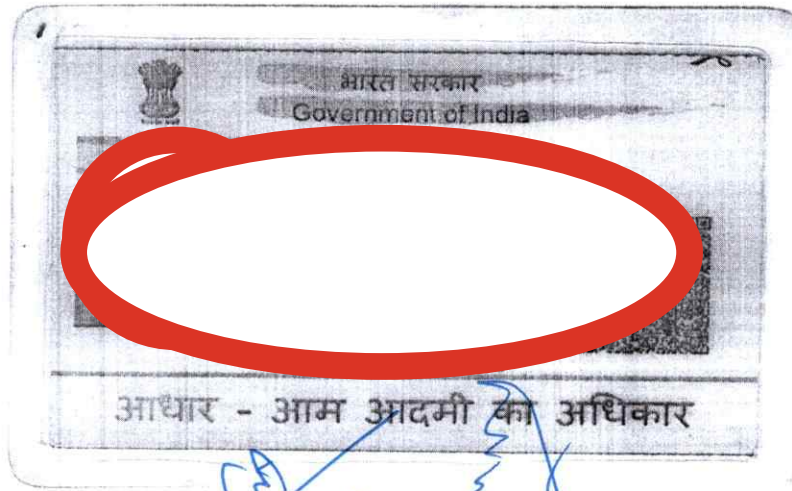 भारत सरकार
Government of India
आधार - आम आदमी का अधिकार